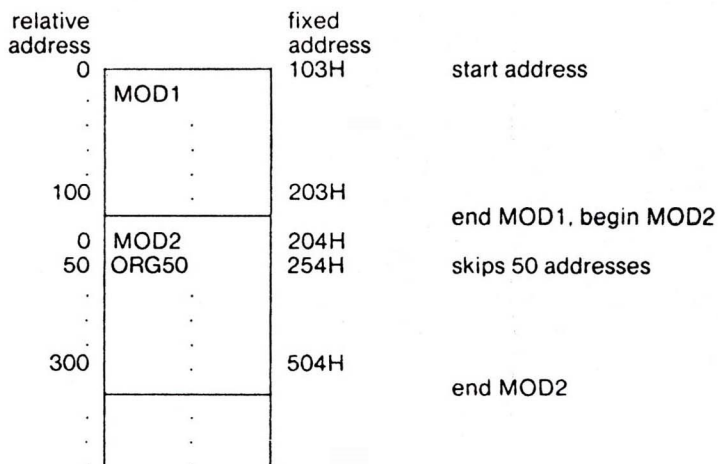 relative address fixed address
0 103H start address
. MOD1
. .
. .
. .
100 . 203H
end MOD1, begin MOD2
0 MOD2 204H
50 ORG50 254H skips 50 addresses
. .
. .
. .
300 . 504H
end MOD2
. .
. .
. .